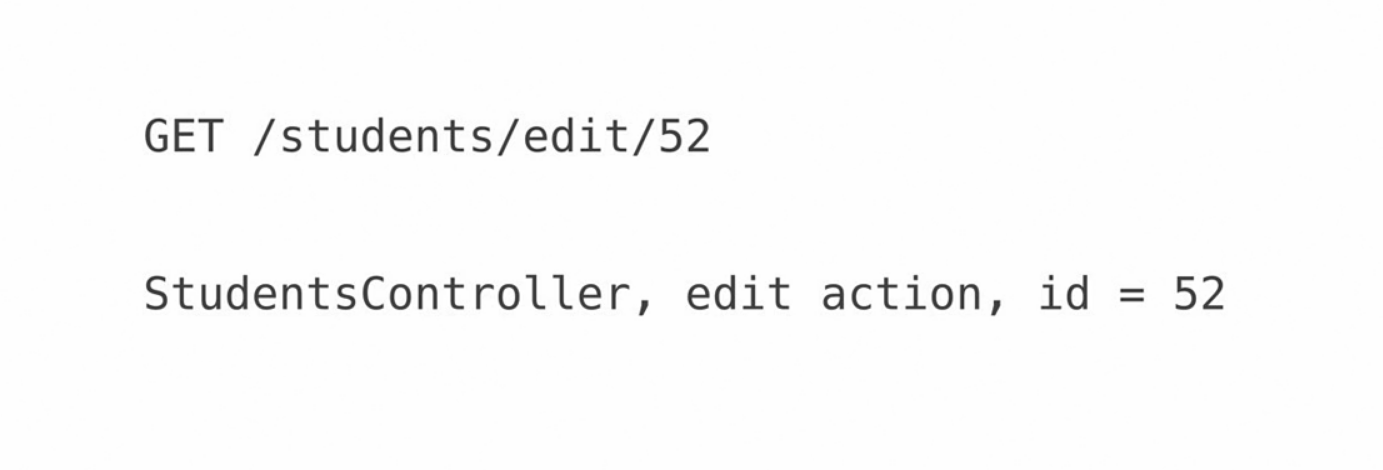 GET /students/edit/52
StudentsController, edit action, id = 52